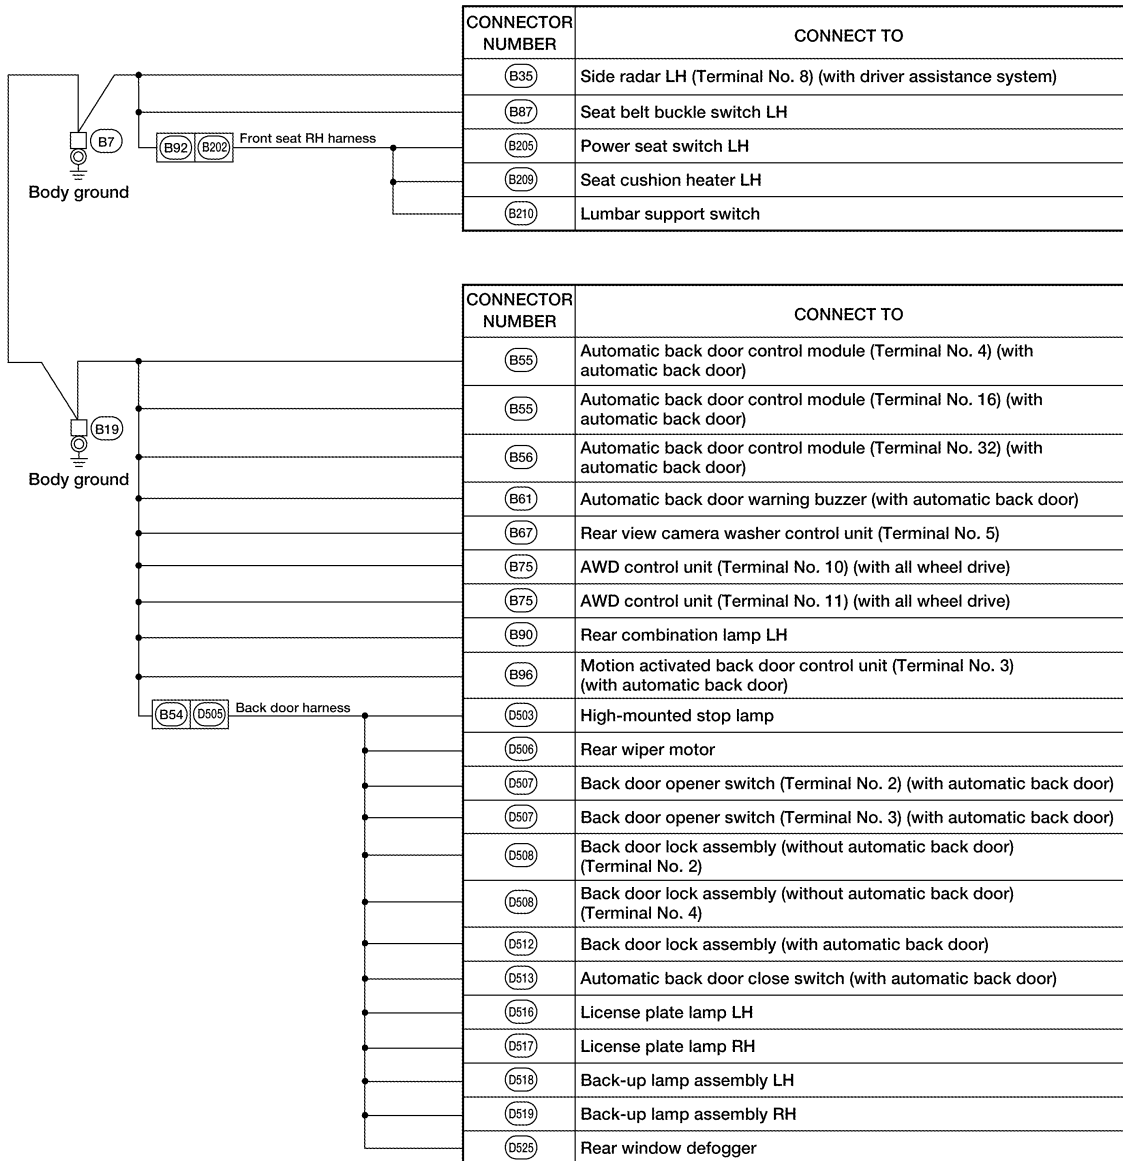 CONNECTOR NUMBER CONNECT TO
B35 Side radar LH (Terminal No. 8) (with driver assistance system)
B87 Seat belt buckle switch LH
B7
B92 B202 Front seat RH harness
B205 Power seat switch LH
Body ground
B209 Seat cushion heater LH
B210 Lumbar support switch
CONNECTOR NUMBER CONNECT TO
B55 Automatic back door control module (Terminal No. 4) (with
automatic back door)
B55 Automatic back door control module (Terminal No. 16) (with
automatic back door)
B19
B56 Automatic back door control module (Terminal No. 32) (with
automatic back door)
Body ground
B61 Automatic back door warning buzzer (with automatic back door)
B67 Rear view camera washer control unit (Terminal No. 5)
B75 AWD control unit (Terminal No. 10) (with all wheel drive)
B75 AWD control unit (Terminal No. 11) (with all wheel drive)
B90 Rear combination lamp LH
B96 Motion activated back door control unit (Terminal No. 3)
(with automatic back door)
B54 D505 Back door harness
D503 High-mounted stop lamp
D506 Rear wiper motor
D507 Back door opener switch (Terminal No. 2) (with automatic back door)
D507 Back door opener switch (Terminal No. 3) (with automatic back door)
D508 Back door lock assembly (without automatic back door)
(Terminal No. 2)
D508 Back door lock assembly (without automatic back door)
(Terminal No. 4)
D512 Back door lock assembly (with automatic back door)
D513 Automatic back door close switch (with automatic back door)
D516 License plate lamp LH
D517 License plate lamp RH
D518 Back-up lamp assembly LH
D519 Back-up lamp assembly RH
D525 Rear window defogger